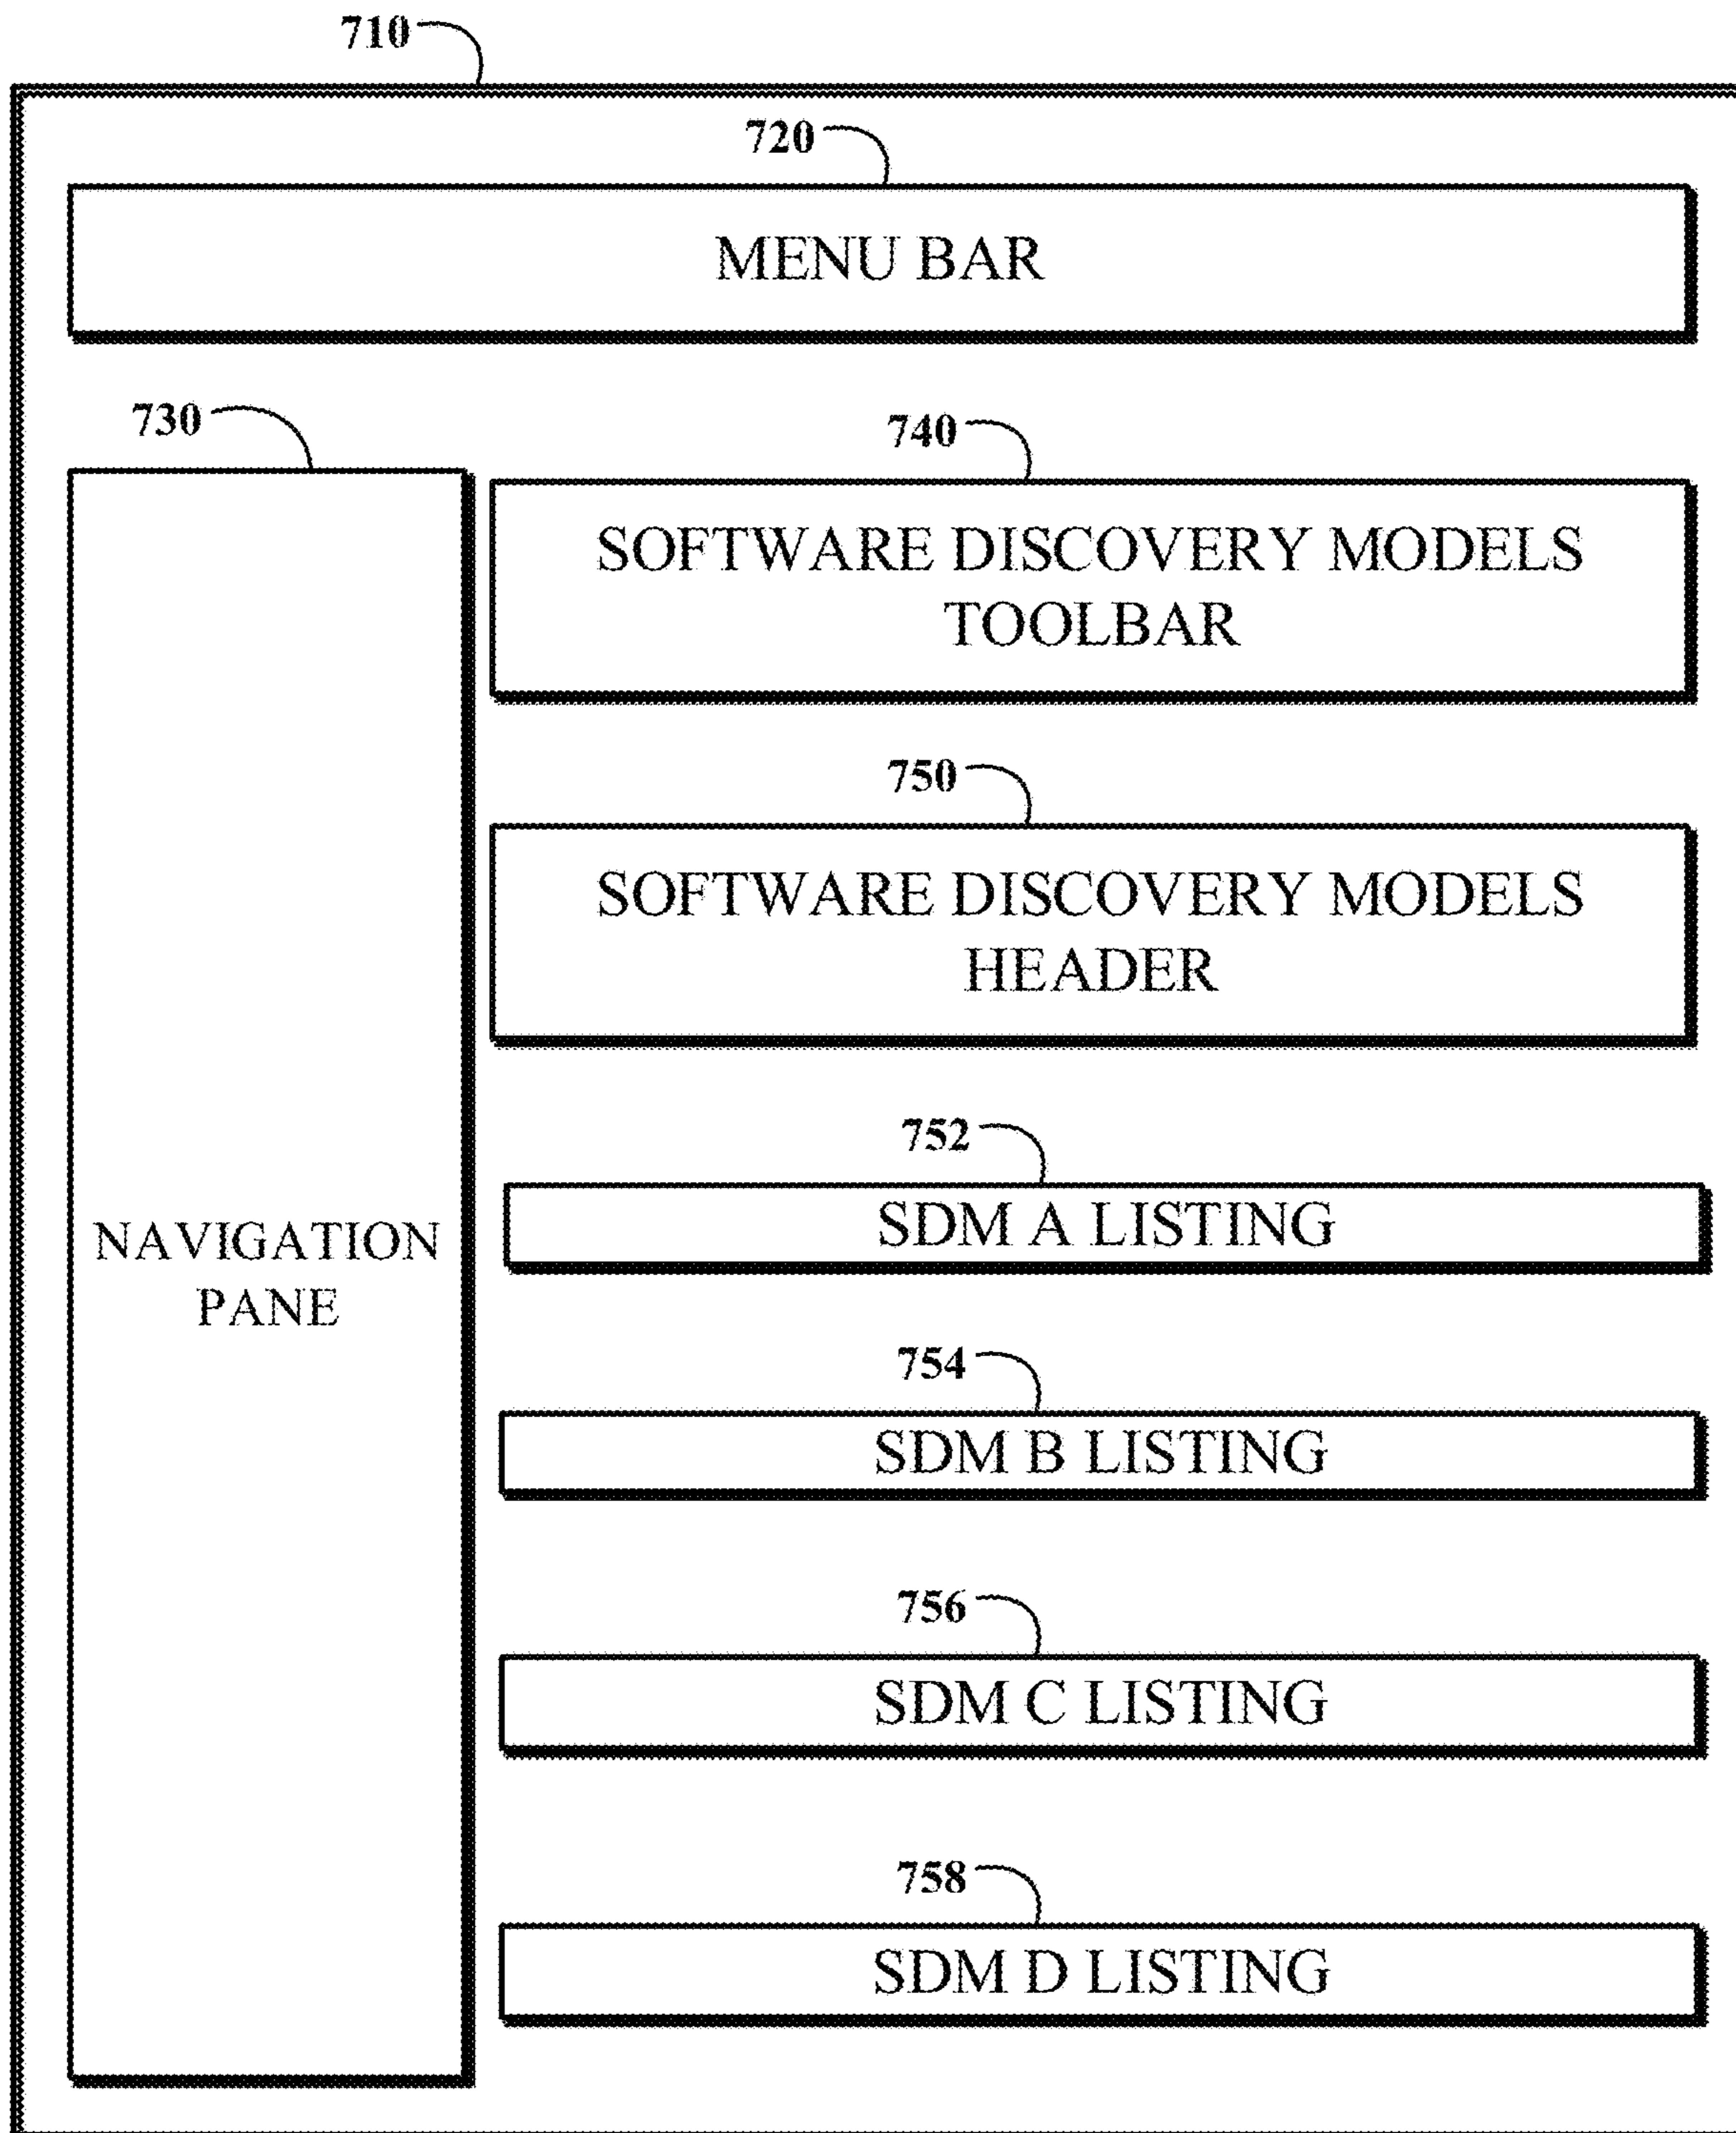 710
720
MENU BAR
730
740
SOFTWARE DISCOVERY MODELS
TOOLBAR
750
SOFTWARE DISCOVERY MODELS
HEADER
NAVIGATION
PANE
752
SDM A LISTING
754
SDM B LISTING
756
SDM C LISTING
758
SDM D LISTING